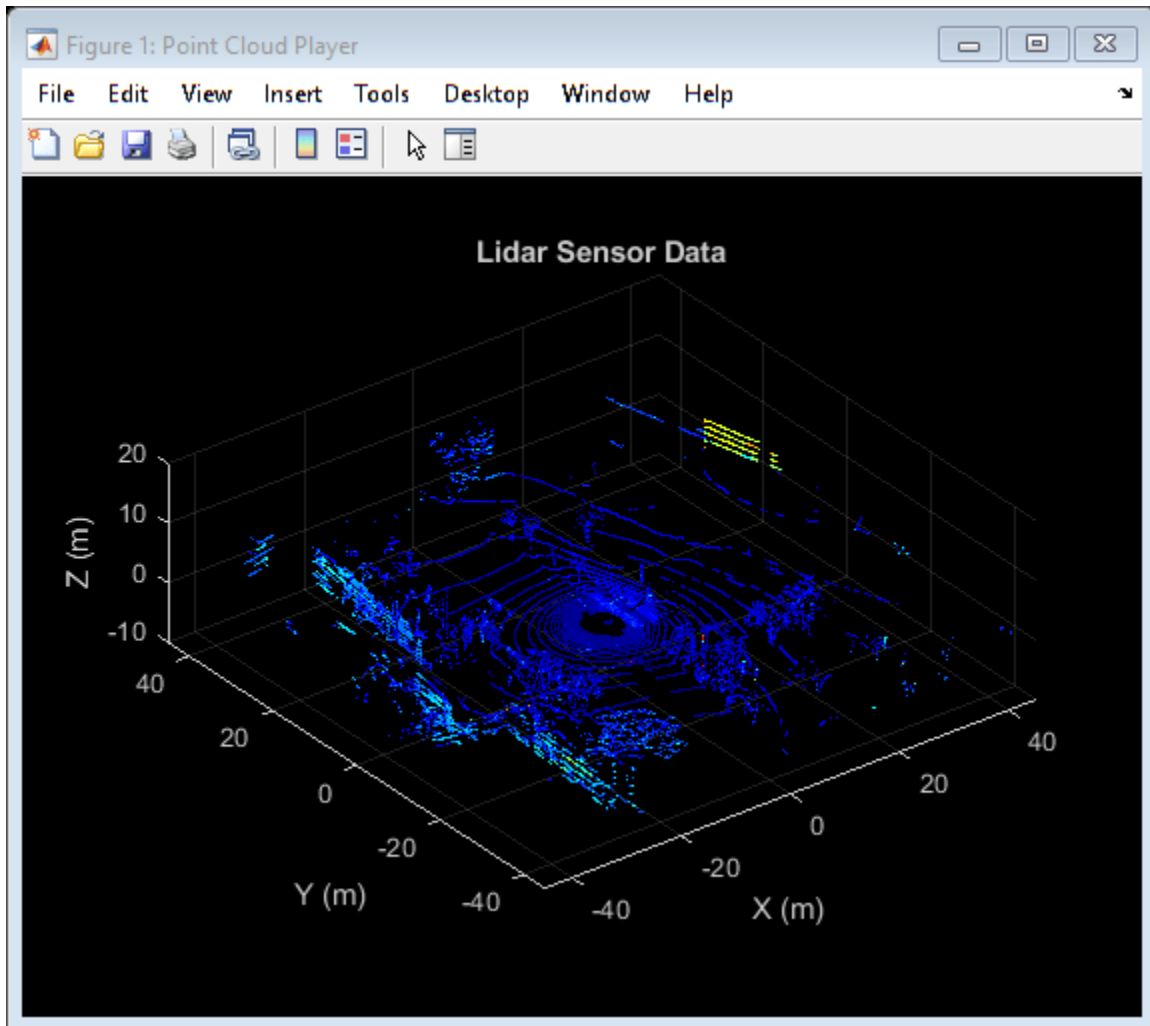 Figure 1: Point Cloud Player
File Edit View Insert Tools Desktop Window Help
Lidar Sensor Data
20
10
0
-10
Z (m)
40
20
0
-20
-40
Y (m)
-40
-20
0
20
40
X (m)